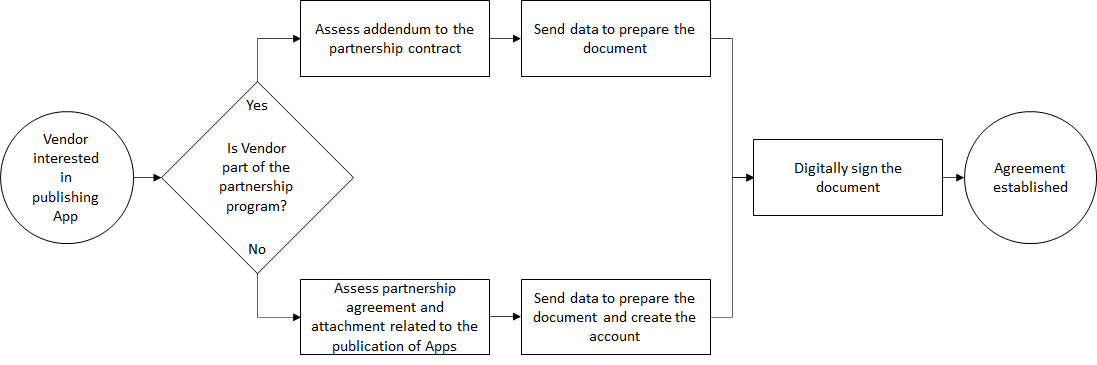 Vendor
interested
in
publishing
App
Yes
Is Vendor
part of the
partnership
program?
No
Assess addendum to the
partnership contract
Send data to prepare the
document
Assess partnership
agreement and
attachment related to the
publication of Apps
Send data to prepare the
document and create the
account
Digitally sign the
document
Agreement
established